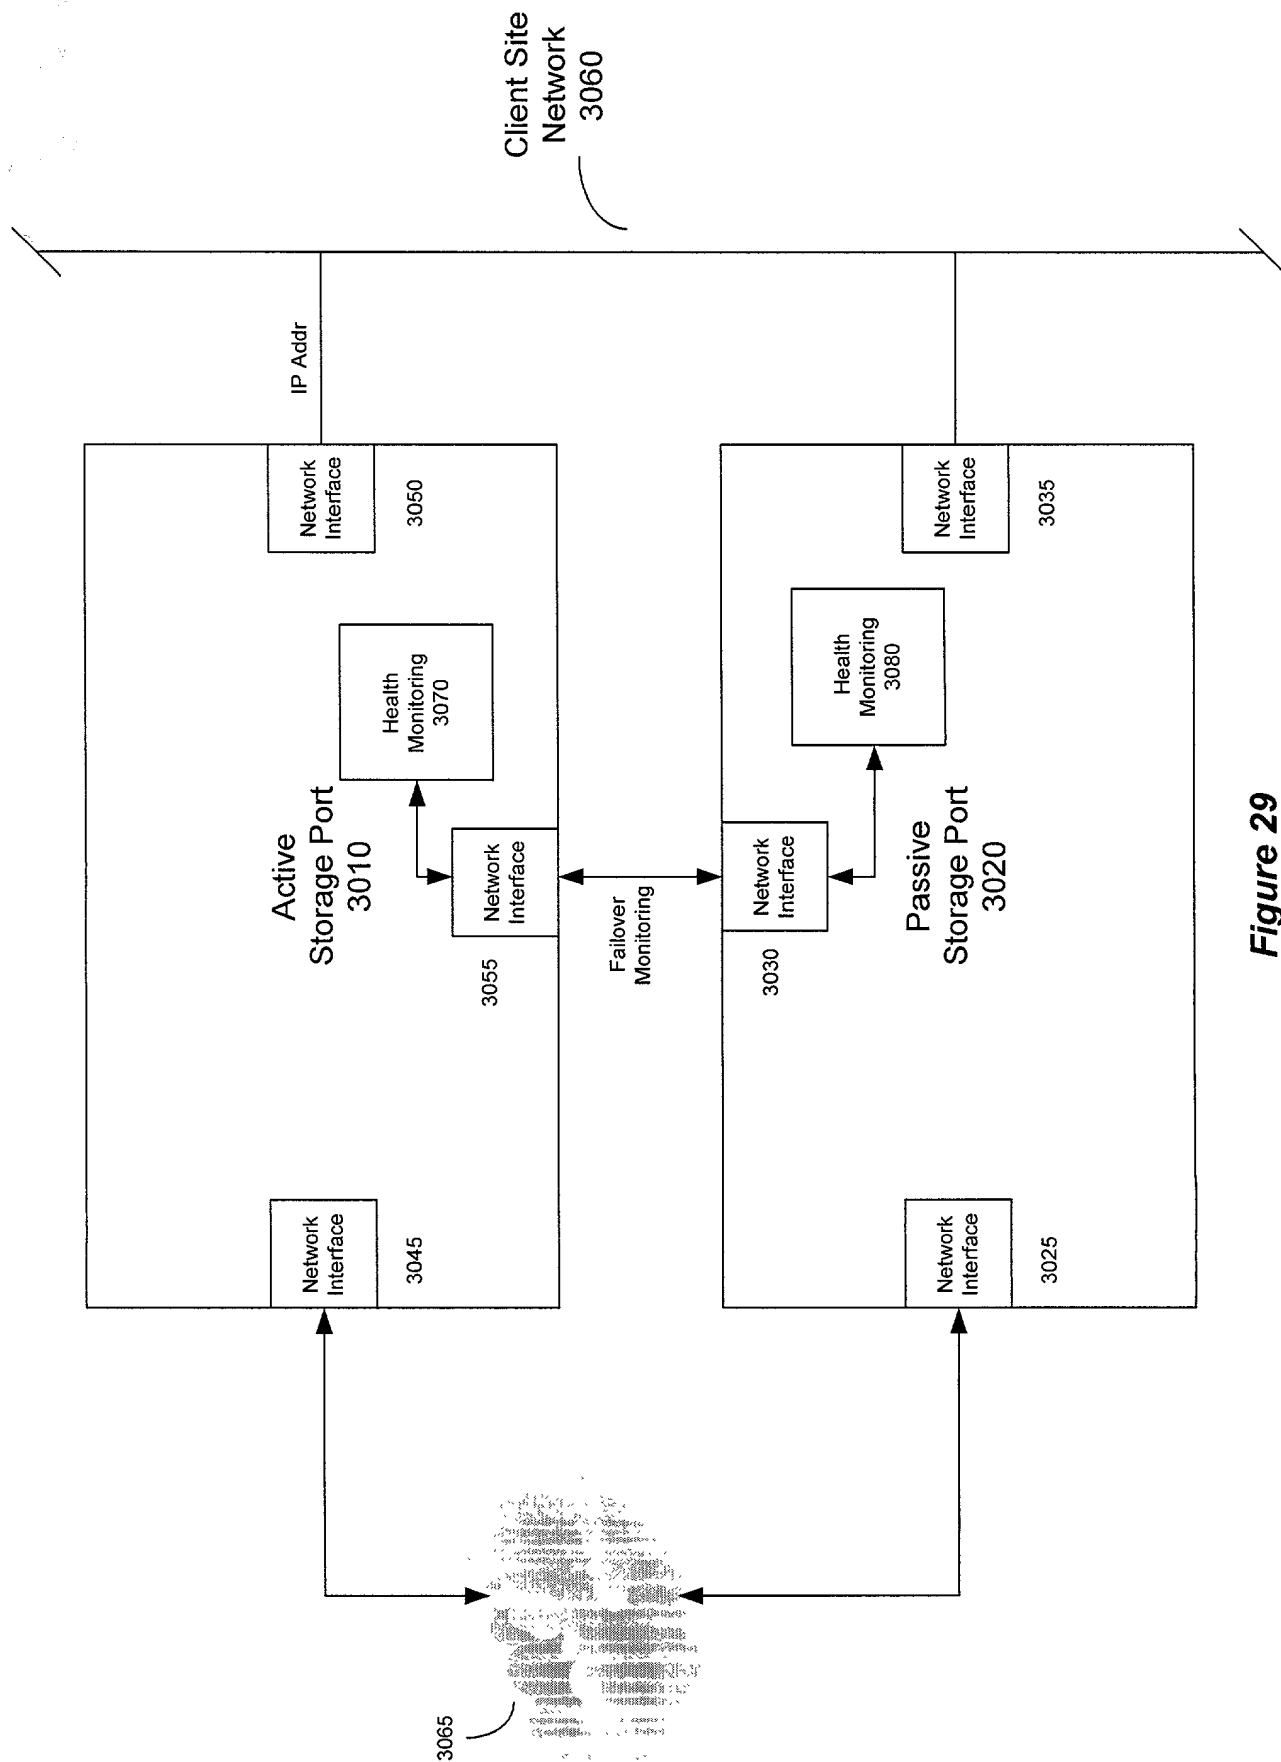 Client Site
Network
3060
IP Addr
Network
Interface
3050
Health
Monitoring
3070
Active
Storage Port
3010
Network
Interface
3055
Network
Interface
3045
Failover
Monitoring
Network
Interface
3035
Health
Monitoring
3080
Network
Interface
3030
Passive
Storage Port
3020
Network
Interface
3025
3065
Figure 29